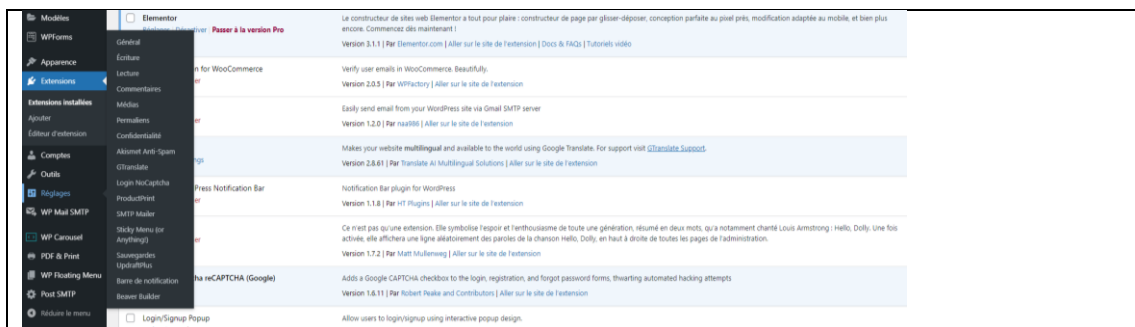 Modèles
WPForms
Apparence
Extensions
Extensions installées
Ajouter
Éditeur d'extension
Comptes
Outils
Réglages
WP Mail SMTP
WP Carousel
PDF & Print
WP Floating Menu
Post SMTP
Réduire le menu
Général
Écriture
Lecture
Commentaires
Médias
Permaliens
Confidentialité
Akismet Anti-Spam
GTranslate
Login NoCaptcha
ProductPrint
SMTP Mailer
Sticky Menu (or
Anything!)
Sauvegardes
UpdraftPlus
Barre de notification
Beaver Builder
Elementor
Passer à la version Pro
Le constructeur de sites web Elementor a tout pour plaire : constructeur de page par glisser-déposer, conception parfaite au pixel près, modification adaptée au mobile, et bien plus
encore. Commencez dès maintenant !
Version 3.1.1 | Par Elementor.com | Aller sur le site de l'extension | Docs & FAQs | Tutoriels vidéo
n for WooCommerce
er
Verify user emails in WooCommerce. Beautifully.
Version 2.0.5 | Par WPFactory | Aller sur le site de l'extension
er
Easily send email from your WordPress site via Gmail SMTP server
Version 1.2.0 | Par naa986 | Aller sur le site de l'extension
ngs
Makes your website multilingual and available to the world using Google Translate. For support visit GTranslate Support.
Version 2.8.61 | Par Translate AI Multilingual Solutions | Aller sur le site de l'extension
Press Notification Bar
er
Notification Bar plugin for WordPress
Version 1.1.8 | Par HT Plugins | Aller sur le site de l'extension
er
Ce n'est pas qu'une extension. Elle symbolise l'espoir et l'enthousiasme de toute une génération, résumé en deux mots, qu'a notamment chanté Louis Armstrong : Hello, Dolly. Une fois
activée, elle affichera une ligne aléatoirement des paroles de la chanson Hello, Dolly, en haut à droite de toutes les pages de l'administration.
Version 1.7.2 | Par Matt Mullenweg | Aller sur le site de l'extension
ha reCAPTCHA (Google)
Adds a Google CAPTCHA checkbox to the login, registration, and forgot password forms, thwarting automated hacking attempts
Version 1.6.11 | Par Robert Peake and Contributors | Aller sur le site de l'extension
Login/Signup Popup
Allow users to login/signup using interactive popup design.